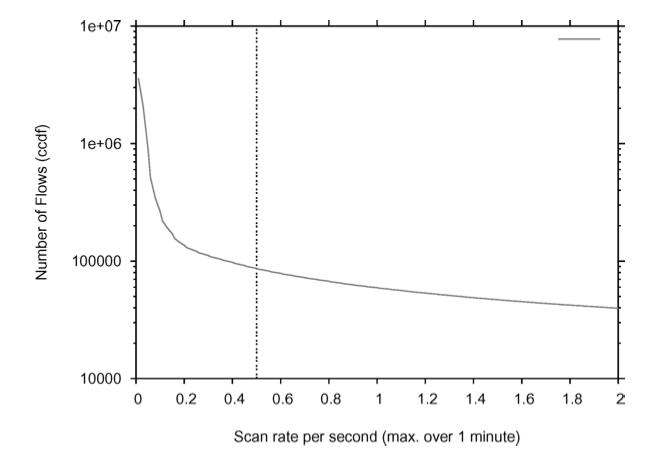 1e+07
1e+06
100000
10000
Number of Flows (ccdf)
0 0.2 0.4 0.6 0.8 1 1.2 1.4 1.6 1.8 2
Scan rate per second (max. over 1 minute)